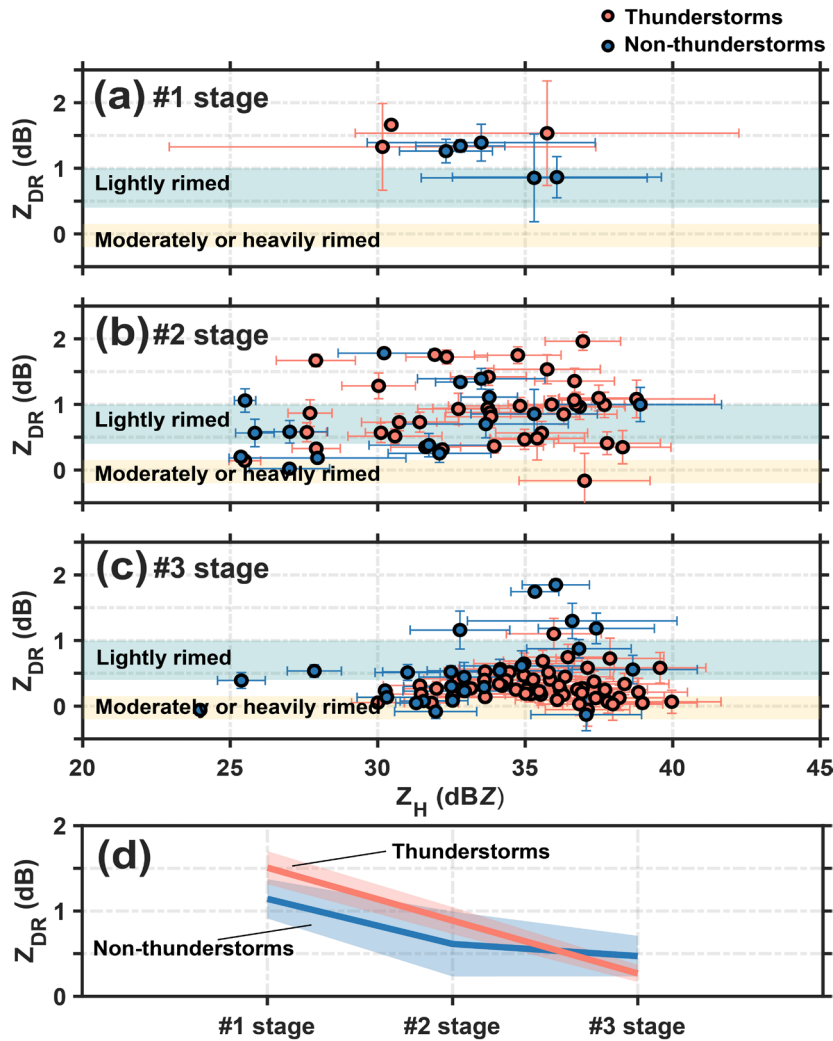 Thunderstorms
Non-thunderstorms
(a) #1 stage
2
1
0
Z_DR (dB)
Lightly rimed
Moderately or heavily rimed
(b) #2 stage
2
1
0
Z_DR (dB)
Lightly rimed
Moderately or heavily rimed
(c) #3 stage
2
1
0
Z_DR (dB)
Lightly rimed
Moderately or heavily rimed
20 25 30 35 40 45
Z_H (dBZ)
(d)
2
1
0
Z_DR (dB)
Thunderstorms
Non-thunderstorms
#1 stage #2 stage #3 stage